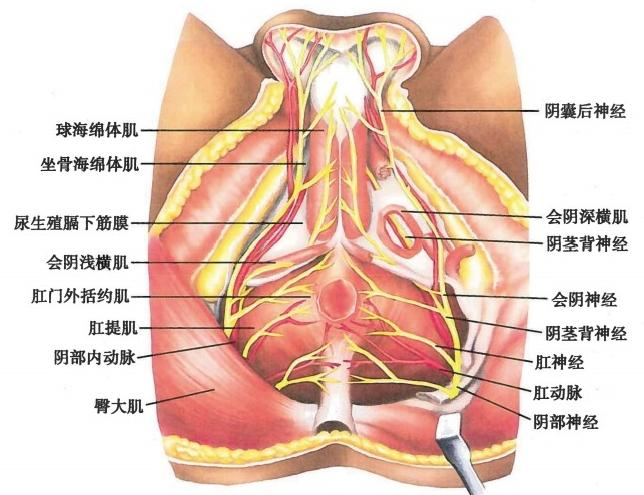 球海绵体肌
坐骨海绵体肌
尿生殖膈下筋膜
会阴浅横肌
肛门外括约肌
肛提肌
阴部内动脉
臀大肌
阴囊后神经
会阴深横肌
阴茎背神经
会阴神经
阴茎背神经
肛神经
肛动脉
阴部神经